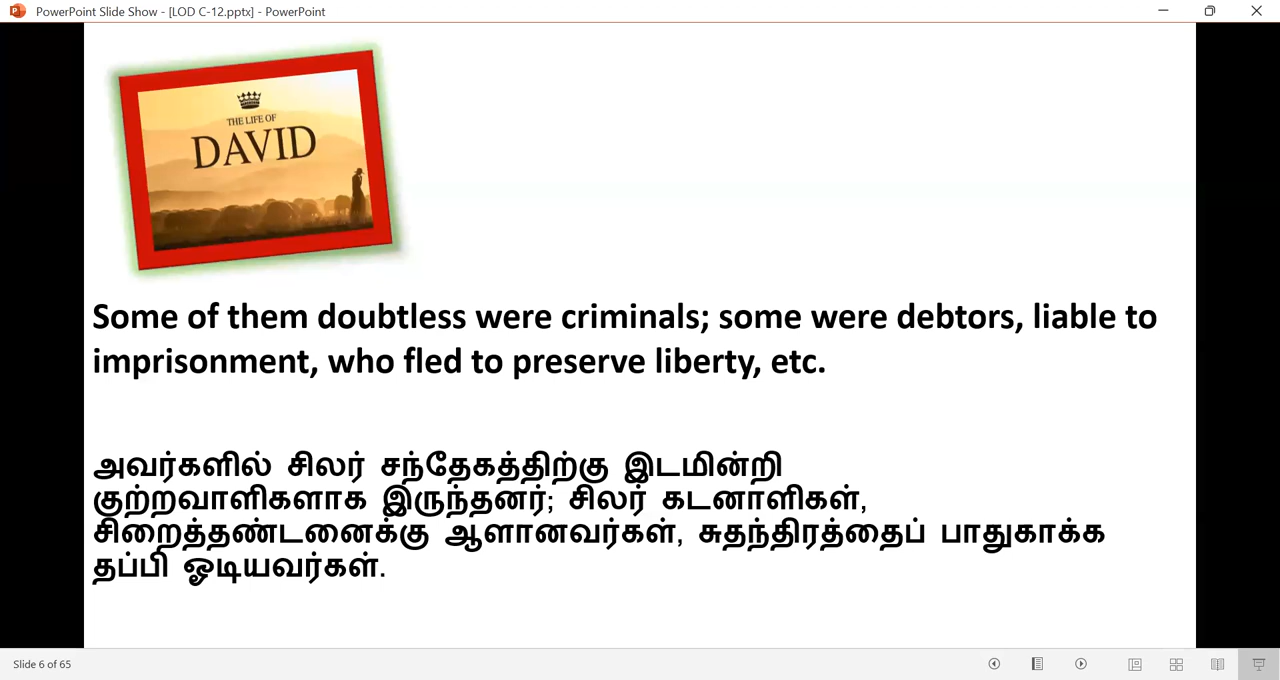 PowerPoint Slide Show - [LOD C-12.pptx] - PowerPoint
THE LIFE OF
DAVID
Some of them doubtless were criminals; some were debtors, liable to
imprisonment, who fled to preserve liberty, etc.
அவர்களில் சிலர் சந்தேகத்திற்கு இடமின்றி
குற்றவாளிகளாக இருந்தனர்; சிலர் கடனாளிகள்,
சிறைத்தண்டனைக்கு ஆளானவர்கள், சுதந்திரத்தைப் பாதுகாக்க
தப்பி ஓடியவர்கள்.
Slide 6 of 65